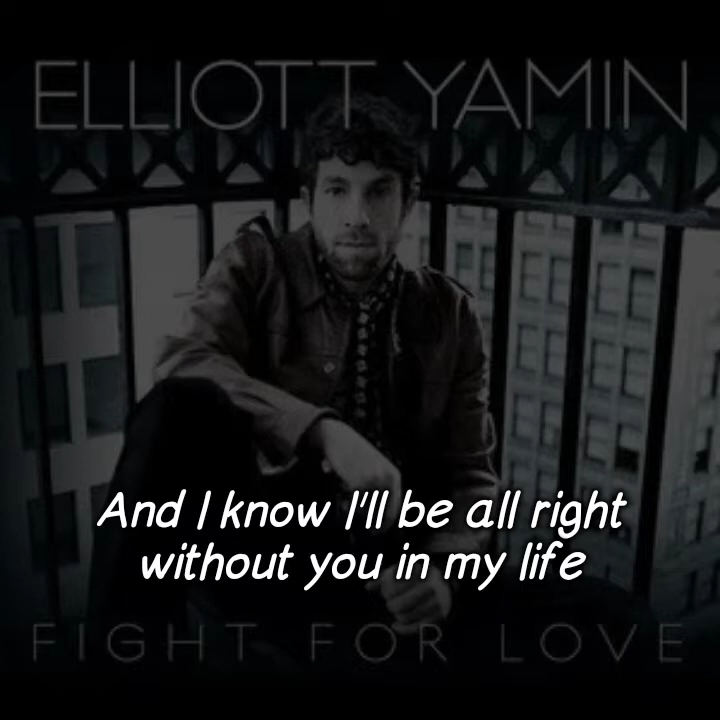 ELLIOTT YAMIN
And I know I'll be all right
without you in my life
FIGHT FOR LOVE